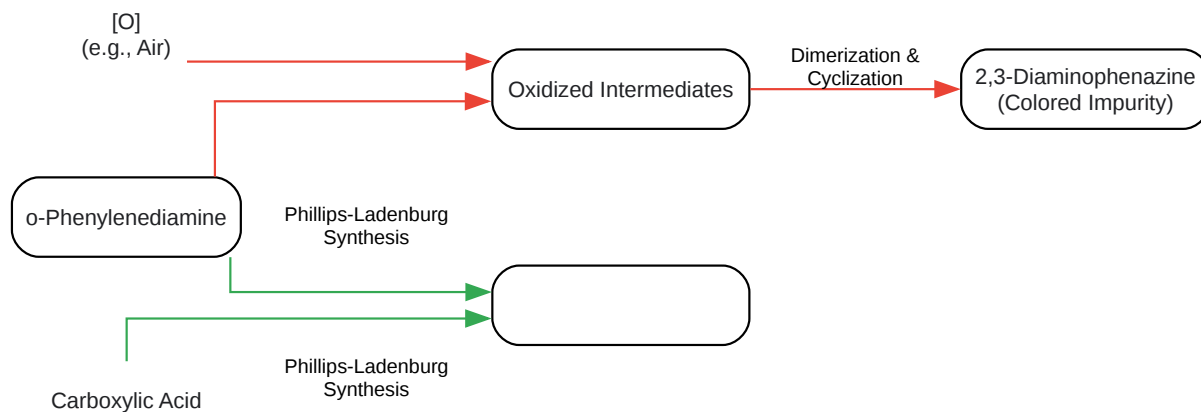 [O]
(e.g., Air)
Oxidized Intermediates
Dimerization &
Cyclization
2,3-Diaminophenazine
(Colored Impurity)
o-Phenylenediamine
Phillips-Ladenburg
Synthesis
Phillips-Ladenburg
Synthesis
Carboxylic Acid